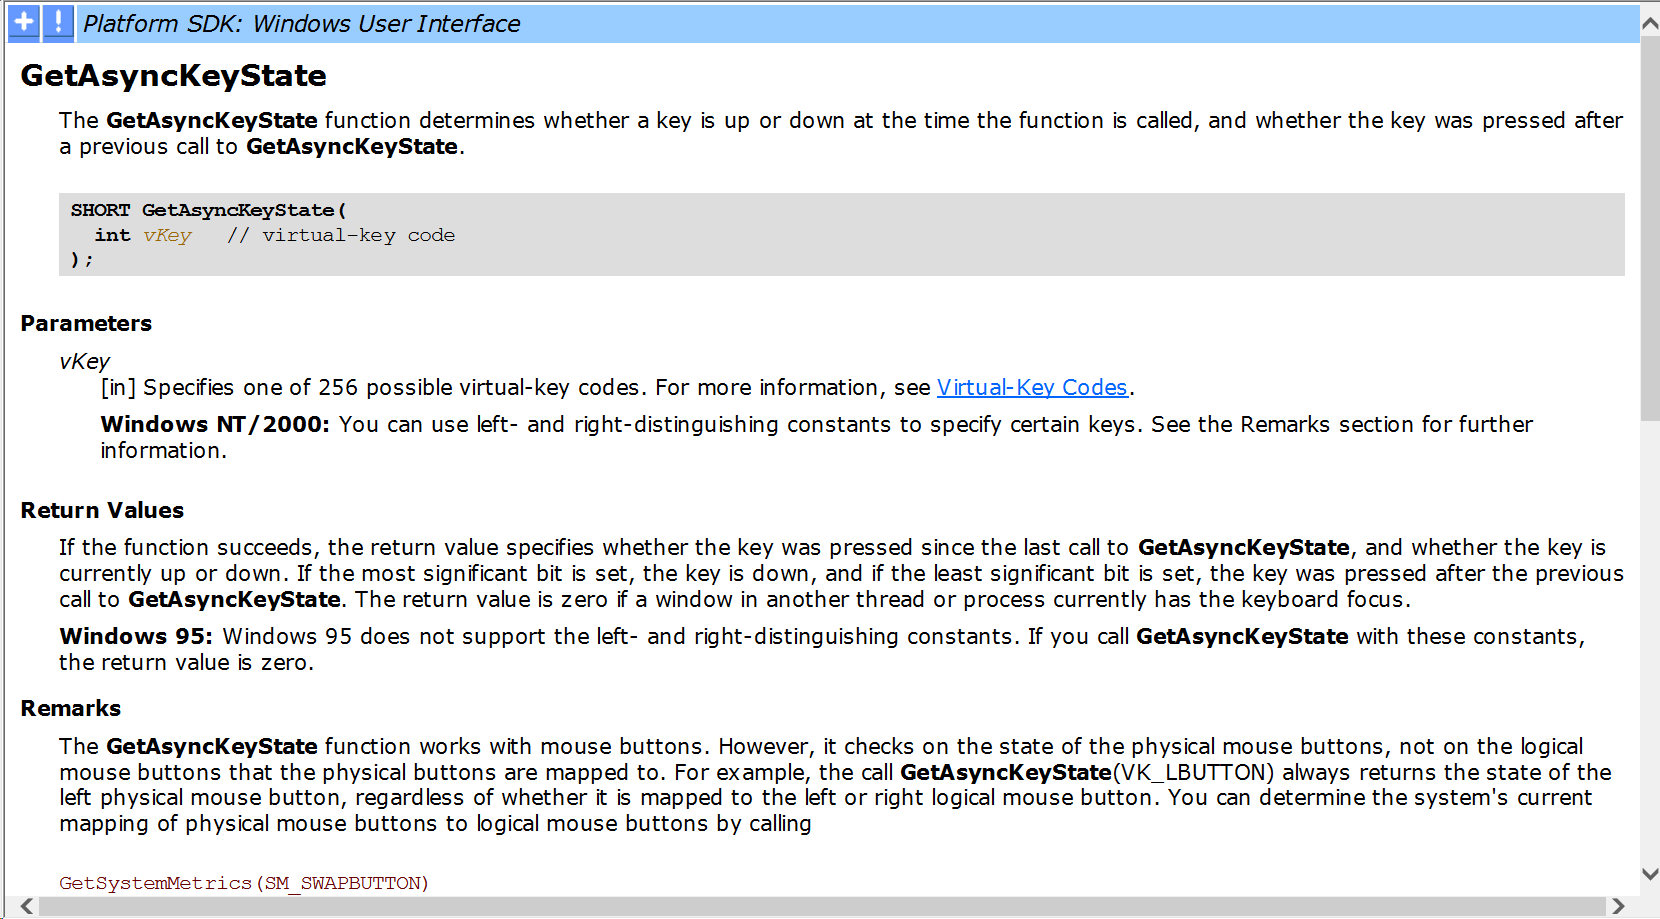 Platform SDK: Windows User Interface
GetAsyncKeyState
The GetAsyncKeyState function determines whether a key is up or down at the time the function is called, and whether the key was pressed after
a previous call to GetAsyncKeyState.
SHORT GetAsyncKeyState(
  int vKey   // virtual-key code
);
Parameters
vKey
[in] Specifies one of 256 possible virtual-key codes. For more information, see Virtual-Key Codes.
Windows NT/2000: You can use left- and right-distinguishing constants to specify certain keys. See the Remarks section for further
information.
Return Values
If the function succeeds, the return value specifies whether the key was pressed since the last call to GetAsyncKeyState, and whether the key is
currently up or down. If the most significant bit is set, the key is down, and if the least significant bit is set, the key was pressed after the previous
call to GetAsyncKeyState. The return value is zero if a window in another thread or process currently has the keyboard focus.
Windows 95: Windows 95 does not support the left- and right-distinguishing constants. If you call GetAsyncKeyState with these constants,
the return value is zero.
Remarks
The GetAsyncKeyState function works with mouse buttons. However, it checks on the state of the physical mouse buttons, not on the logical
mouse buttons that the physical buttons are mapped to. For example, the call GetAsyncKeyState(VK_LBUTTON) always returns the state of the
left physical mouse button, regardless of whether it is mapped to the left or right logical mouse button. You can determine the system's current
mapping of physical mouse buttons to logical mouse buttons by calling
GetSystemMetrics(SM_SWAPBUTTON)